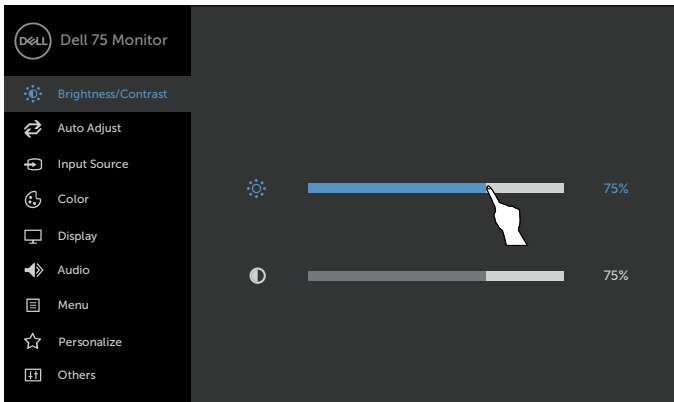 DELL
Dell 75 Monitor
Brightness/Contrast
Auto Adjust
Input Source
Color
Display
Audio
Menu
Personalize
Others
75%
75%